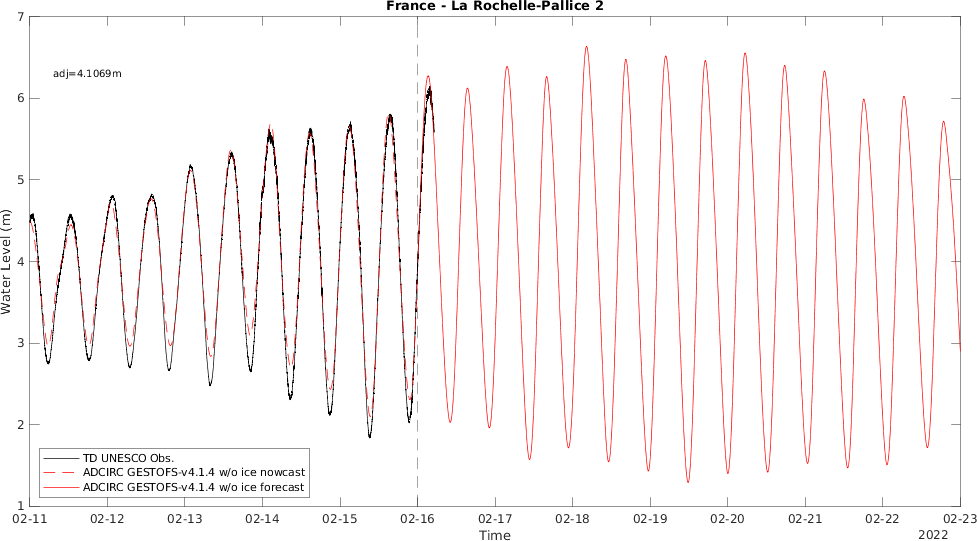 France - La Rochelle-Pallice 2
7
adj=4.1069m
6
5
4
3
2
1
Water Level (m)
TD UNESCO Obs.
ADCIRC GESTOFS-v4.1.4 w/o ice nowcast
ADCIRC GESTOFS-v4.1.4 w/o ice forecast
02-11 02-12 02-13 02-14 02-15 02-16 02-17 02-18 02-19 02-20 02-21 02-22 02-23
Time
2022